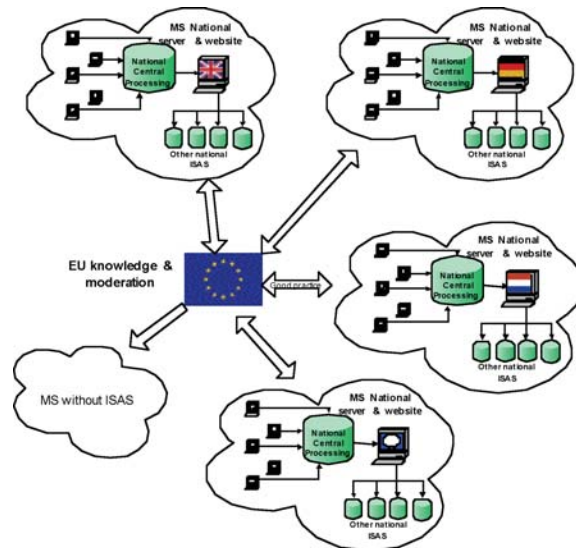 MS National
server & website
National
Central
Processing
Other national
ISAS
MS National
server & website
National
Central
Processing
Other national
ISAS
EU knowledge &
moderation
Good practice
MS National
server & website
National
Central
Processing
Other national
ISAS
MS without ISAS
MS National
server & website
National
Central
Processing
Other national
ISAS